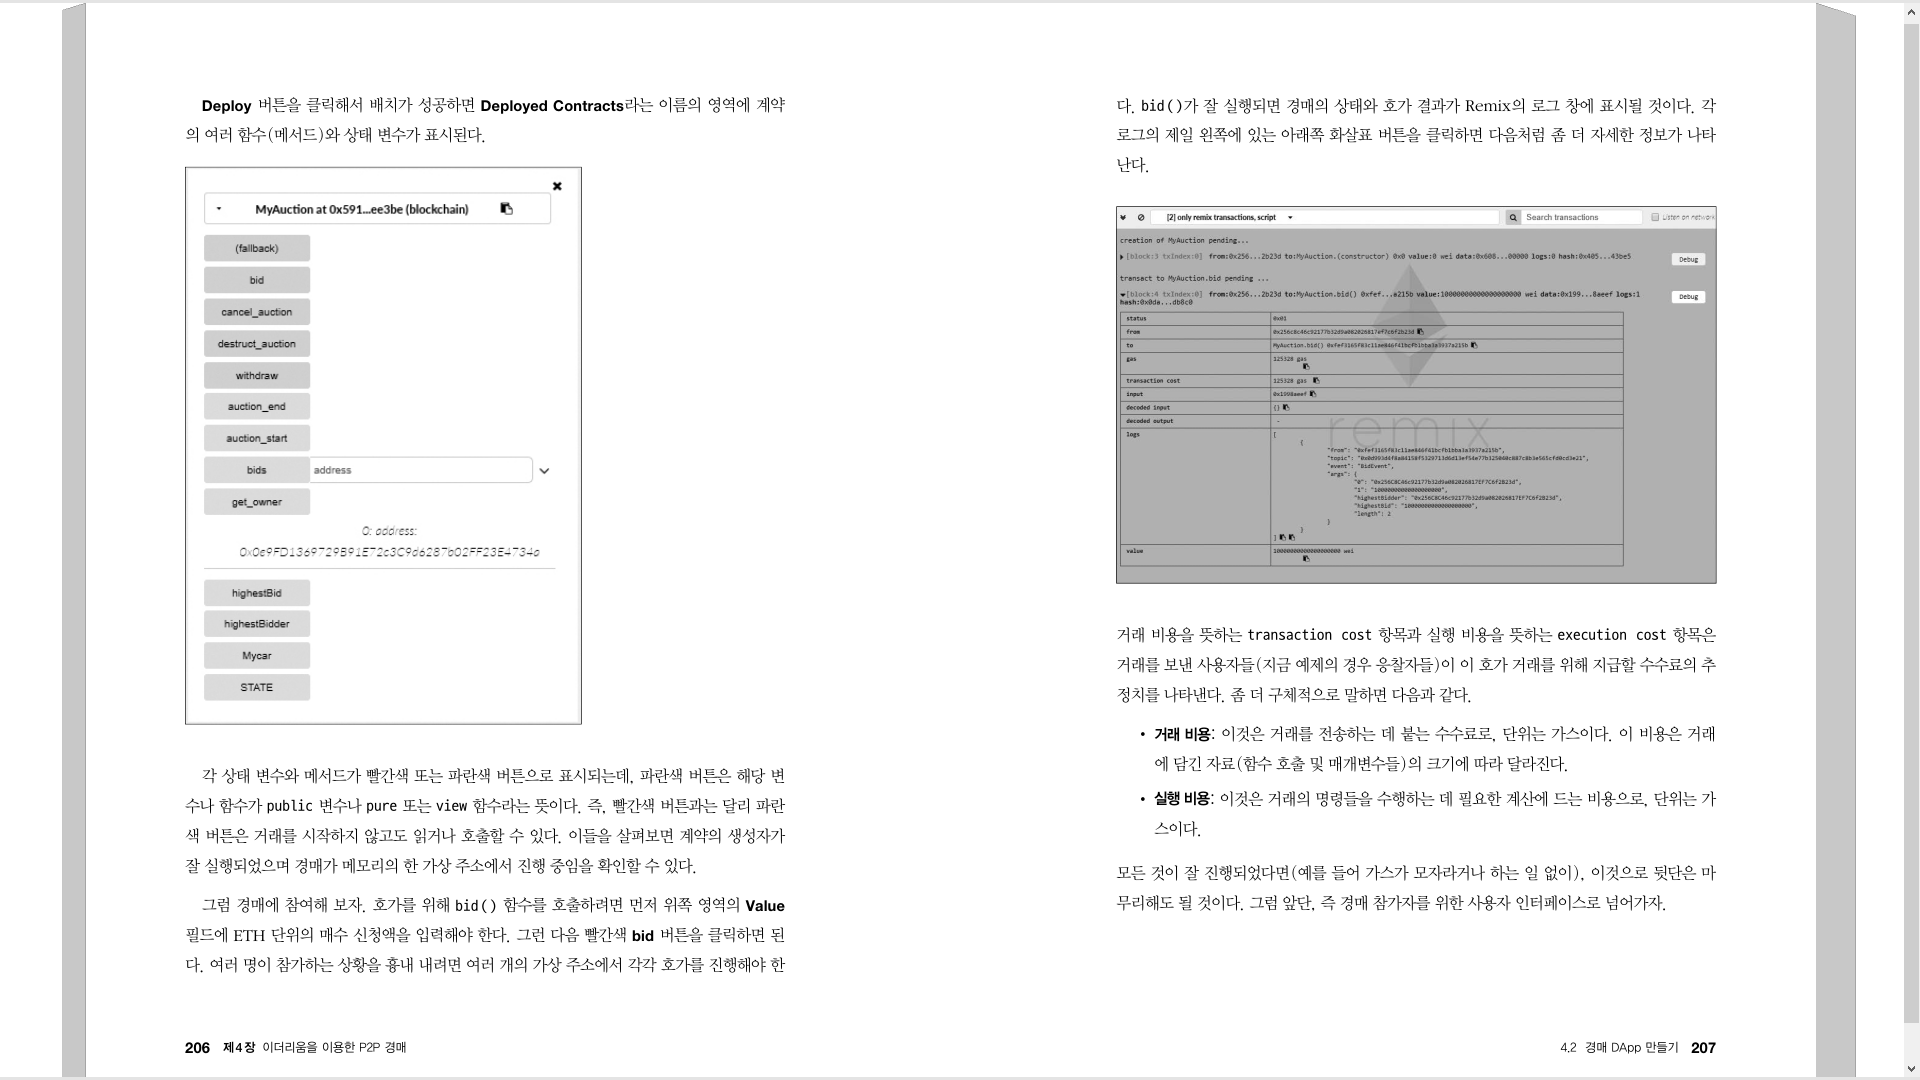 Deploy 버튼을 클릭해서 배치가 성공하면 Deployed Contracts라는 이름의 영역에 계약
의 여러 함수(메서드)와 상태 변수가 표시된다.
MyAuction at 0x591...ee3be (blockchain)
(fallback)
bid
cancel_auction
destruct_auction
withdraw
auction_end
auction_start
bids address
get_owner
0: address:
0x0e9FD1369729B91E72c3C9d6287b02FF23E4734a
highestBid
highestBidder
Mycar
STATE
각 상태 변수와 메서드가 빨간색 또는 파란색 버튼으로 표시되는데, 파란색 버튼은 해당 변
수나 함수가 public 변수나 pure 또는 view 함수라는 뜻이다. 즉, 빨간색 버튼과는 달리 파란
색 버튼은 거래를 시작하지 않고도 읽거나 호출할 수 있다. 이들을 살펴보면 계약의 생성자가
잘 실행되었으며 경매가 메모리의 한 가상 주소에서 진행 중임을 확인할 수 있다.
그럼 경매에 참여해 보자. 호가를 위해 bid() 함수를 호출하려면 먼저 위쪽 영역의 Value
필드에 ETH 단위의 매수 신청액을 입력해야 한다. 그런 다음 빨간색 bid 버튼을 클릭하면 된
다. 여러 명이 참가하는 상황을 흉내 내려면 여러 개의 가상 주소에서 각각 호가를 진행해야 한
206 제4장 이더리움을 이용한 P2P 경매
다. bid()가 잘 실행되면 경매의 상태와 호가 결과가 Remix의 로그 창에 표시될 것이다. 각
로그의 제일 왼쪽에 있는 아래쪽 화살표 버튼을 클릭하면 다음처럼 좀 더 자세한 정보가 나타
난다.
[2] only remix transactions, script Search transactions Listen on network
creation of MyAuction pending...
[block:3 txIndex:0] from:0x256...2b23d to:MyAuction.(constructor) 0x0 value:0 wei data:0x608...00000 logs:0 hash:0x405...43be5 Debug
transact to MyAuction.bid pending ...
[block:4 txIndex:0] from:0x256...2b23d to:MyAuction.bid() 0xfef...a215b value:1000000000000000000 wei data:0x199...8aeef logs:1 Debug
hash:0x0da...db8c0
status 0x01
from
to MyAuction.bid()
gas 125328 gas
transaction cost 125328 gas
input 0x1998aeef
decoded input {}
decoded output -
remix
logs [
{
"from":
"topic":
"event": "BidEvent",
"args": {
"0":
"1": "1000000000000000000",
"highestBidder":
"highestBid": "1000000000000000000",
"length": 2
}
}
]
value 1000000000000000000 wei
거래 비용을 뜻하는 transaction cost 항목과 실행 비용을 뜻하는 execution cost 항목은
거래를 보낸 사용자들(지금 예제의 경우 응찰자들)이 이 호가 거래를 위해 지급할 수수료의 추
정치를 나타낸다. 좀 더 구체적으로 말하면 다음과 같다.
• 거래 비용: 이것은 거래를 전송하는 데 붙는 수수료로, 단위는 가스이다. 이 비용은 거래
에 담긴 자료(함수 호출 및 매개변수들)의 크기에 따라 달라진다.
• 실행 비용: 이것은 거래의 명령들을 수행하는 데 필요한 계산에 드는 비용으로, 단위는 가
스이다.
모든 것이 잘 진행되었다면(예를 들어 가스가 모자라거나 하는 일 없이), 이것으로 뒷단은 마
무리해도 될 것이다. 그럼 앞단, 즉 경매 참가자를 위한 사용자 인터페이스로 넘어가자.
4.2 경매 DApp 만들기 207